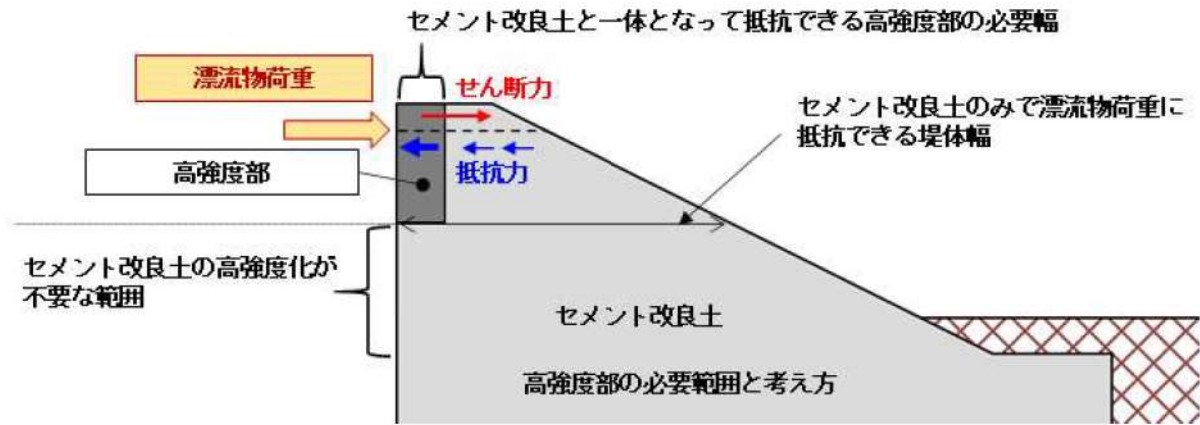 セメント改良土と一体となって抵抗できる高強度部の必要幅
漂流物荷重
せん断力
セメント改良土のみで漂流物荷重に
抵抗できる堤体幅
高強度部
抵抗力
セメント改良土の高強度化が
不要な範囲
セメント改良土
高強度部の必要範囲と考え方